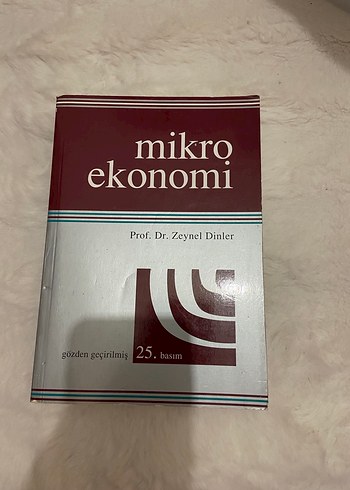 mikro
ekonomi
Prof. Dr. Zeynel Dinler
gözden geçirilmiş 25. basım